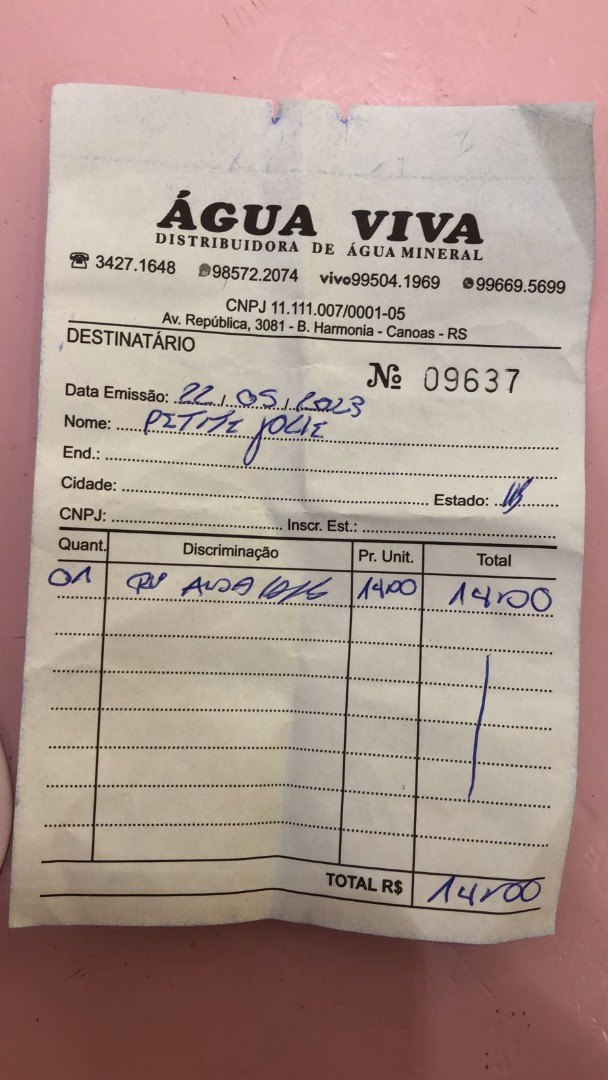 ÁGUA VIVA
DISTRIBUIDORA DE ÁGUA MINERAL
3427.1648 98572.2074 vivo99504.1969 99669.5699
CNPJ 11.111.007/0001-05
Av. República, 3081 - B. Harmonia - Canoas - RS
DESTINATÁRIO
Nº 09637
Data Emissão: 22/05/2023
Nome: PETITE JOLIE
End.:
Cidade: Estado:
CNPJ: Inscr. Est.:
Quant. Discriminação Pr. Unit. Total
01 14,00 14,00
TOTAL R$ 14,00